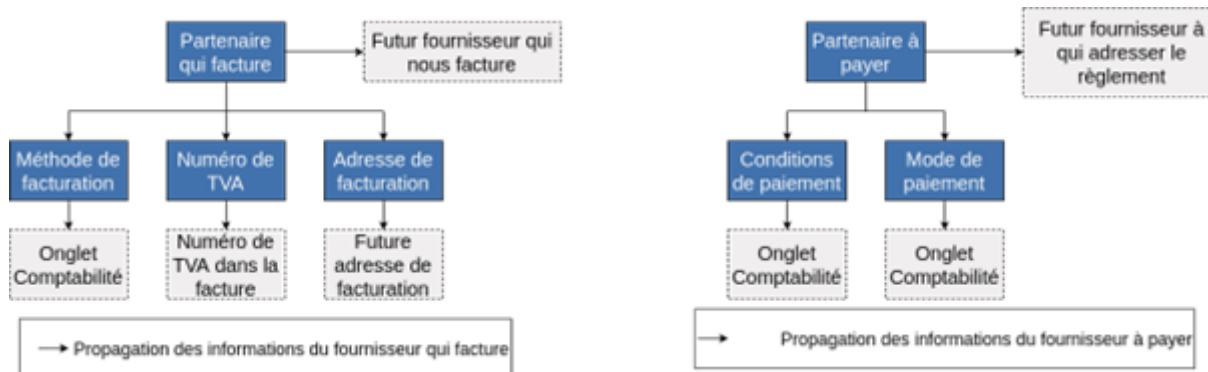 Partenaire
qui facture
Futur fournisseur qui
nous facture
Méthode de
facturation
Numéro de
TVA
Adresse de
facturation
Onglet
Comptabilité
Numéro de
TVA dans la
facture
Future
adresse de
facturation
Propagation des informations du fournisseur qui facture
Partenaire à
payer
Futur fournisseur à
qui adresser le
règlement
Conditions
de paiement
Mode de
paiement
Onglet
Comptabilité
Onglet
Comptabilité
Propagation des informations du fournisseur à payer